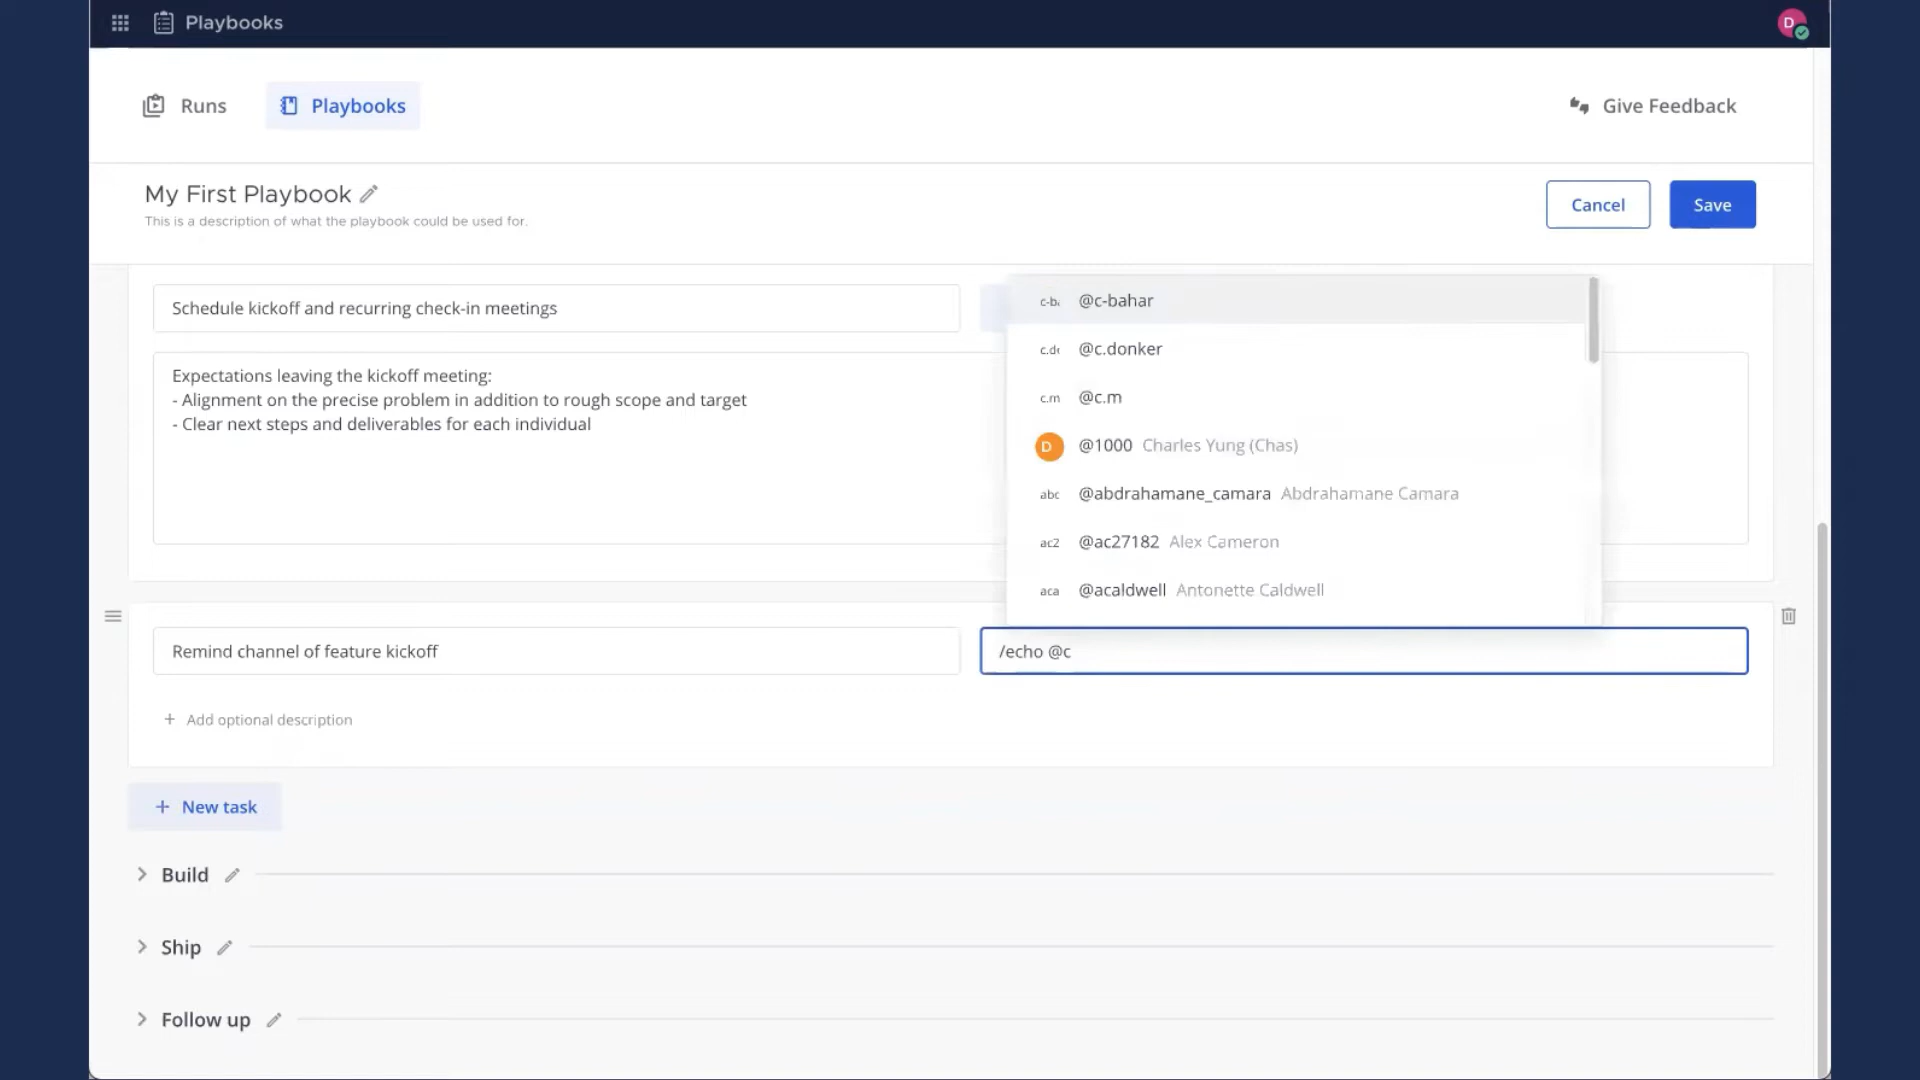 Playbooks
D
Runs
Playbooks
Give Feedback
My First Playbook
This is a description of what the playbook could be used for.
Cancel
Save
Schedule kickoff and recurring check-in meetings
Expectations leaving the kickoff meeting:
- Alignment on the precise problem in addition to rough scope and target
- Clear next steps and deliverables for each individual
@c-bahar
@c.donker
c.m @c.m
D @1000 Charles Yung (Chas)
abc @abdrahamane_camara Abdrahamane Camara
ac2 @ac27182 Alex Cameron
aca @acaldwell Antonette Caldwell
Remind channel of feature kickoff
/echo @c
+ Add optional description
+ New task
Build
Ship
Follow up